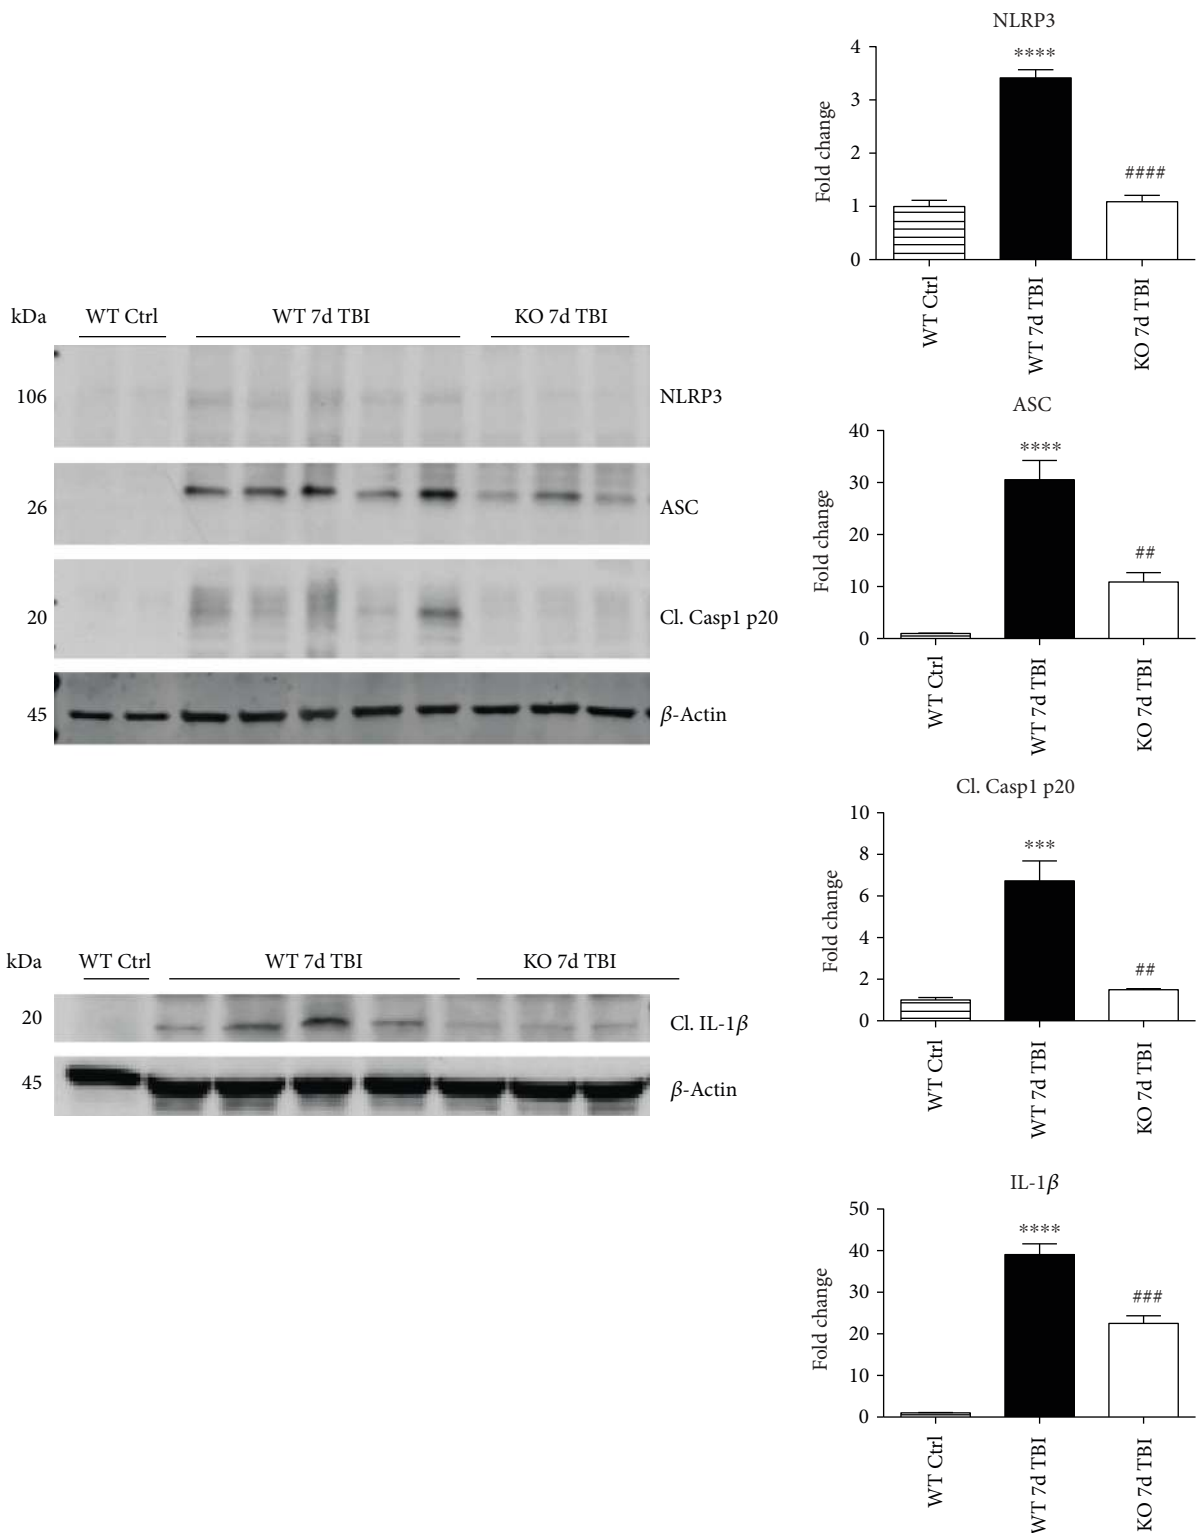 kDa WT Ctrl WT 7d TBI KO 7d TBI
106 NLRP3
26 ASC
20 Cl. Casp1 p20
45 β-Actin
kDa WT Ctrl WT 7d TBI KO 7d TBI
20 Cl. IL-1β
45 β-Actin
NLRP3
Fold change
4
3
2
1
0
****
####
WT Ctrl
WT 7d TBI
KO 7d TBI
ASC
Fold change
40
30
20
10
0
****
##
WT Ctrl
WT 7d TBI
KO 7d TBI
Cl. Casp1 p20
Fold change
10
8
6
4
2
0
***
##
WT Ctrl
WT 7d TBI
KO 7d TBI
IL-1β
Fold change
50
40
30
20
10
0
****
###
WT Ctrl
WT 7d TBI
KO 7d TBI